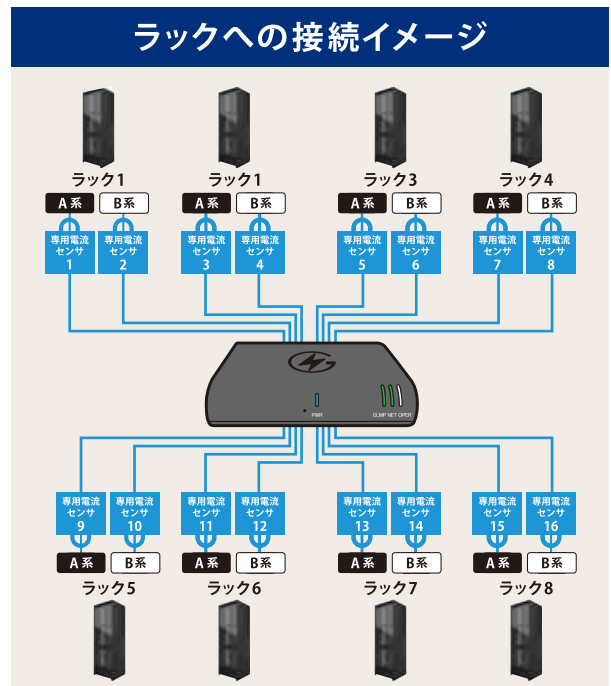 ラックへの接続イメージ
ラック1 ラック1 ラック3 ラック4
A系 B系 A系 B系 A系 B系 A系 B系
専用電流 専用電流 専用電流 専用電流 専用電流 専用電流 専用電流 専用電流
センサ センサ センサ センサ センサ センサ センサ センサ
1 2 3 4 5 6 7 8
PWR CLMP NET OPER
専用電流 専用電流 専用電流 専用電流 専用電流 専用電流 専用電流 専用電流
センサ センサ センサ センサ センサ センサ センサ センサ
9 10 11 12 13 14 15 16
A系 B系 A系 B系 A系 B系 A系 B系
ラック5 ラック6 ラック7 ラック8